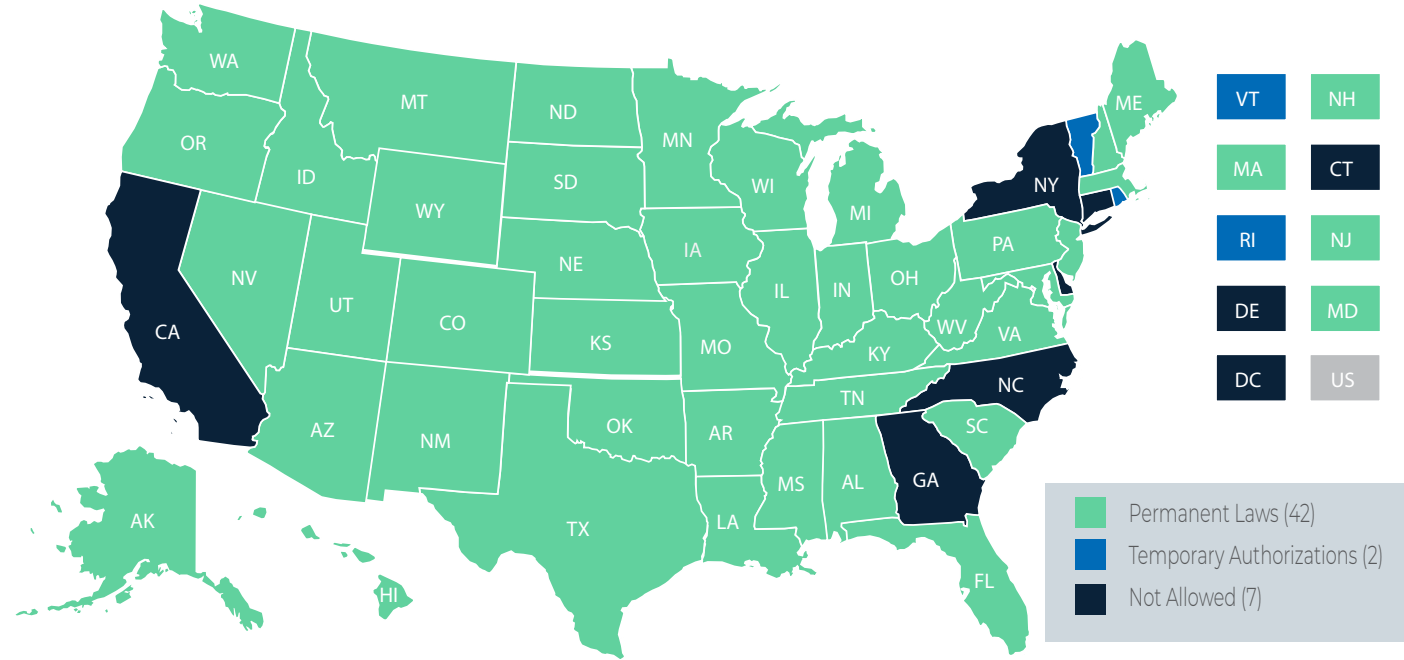 WA
MT
ND
MN
ME
VT
NH
OR
ID
SD
WI
MI
NY
MA
CT
WY
IA
NE
PA
RI
NJ
NV
UT
CO
IL
IN
OH
WV
VA
DE
MD
CA
KS
MO
KY
NC
DC
US
AZ
NM
OK
AR
TN
SC
MS
AL
GA
AK
TX
LA
FL
HI
Permanent Laws (42)
Temporary Authorizations (2)
Not Allowed (7)